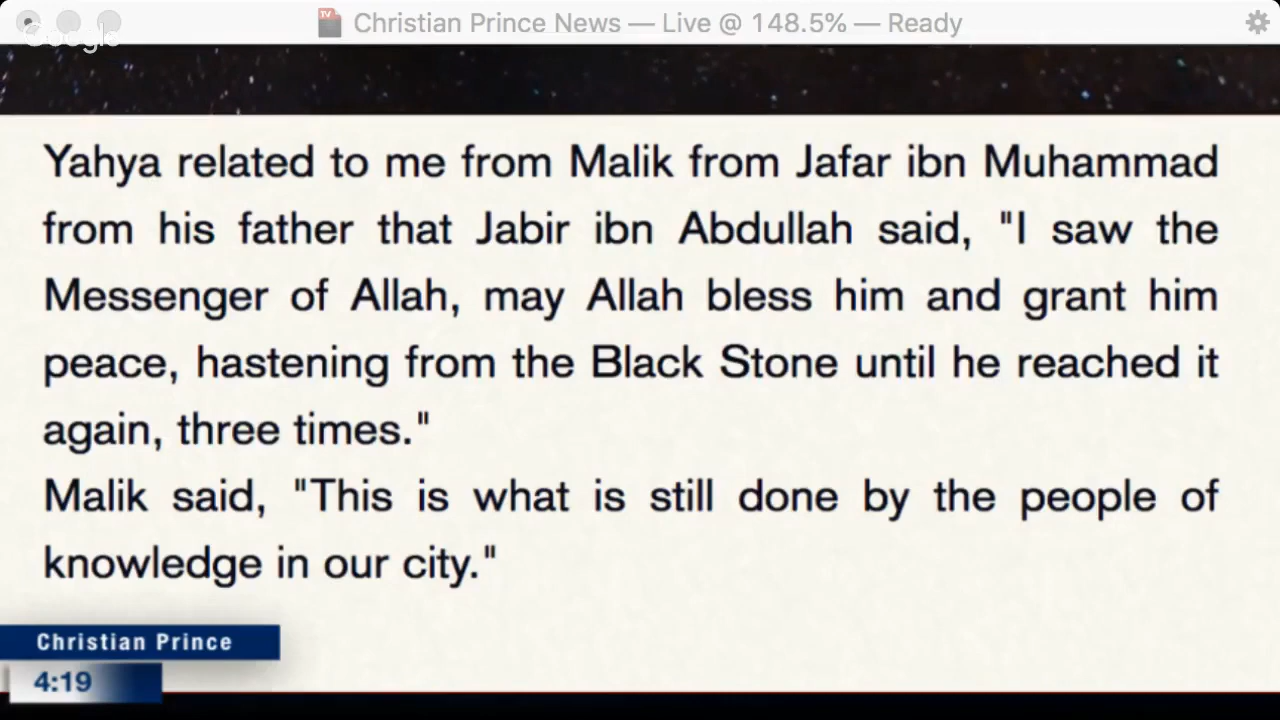 Christian Prince News — Live @ 148.5% — Ready
Google
Yahya related to me from Malik from Jafar ibn Muhammad
from his father that Jabir ibn Abdullah said, "I saw the
Messenger of Allah, may Allah bless him and grant him
peace, hastening from the Black Stone until he reached it
again, three times."
Malik said, "This is what is still done by the people of
knowledge in our city."
Christian Prince
4:19